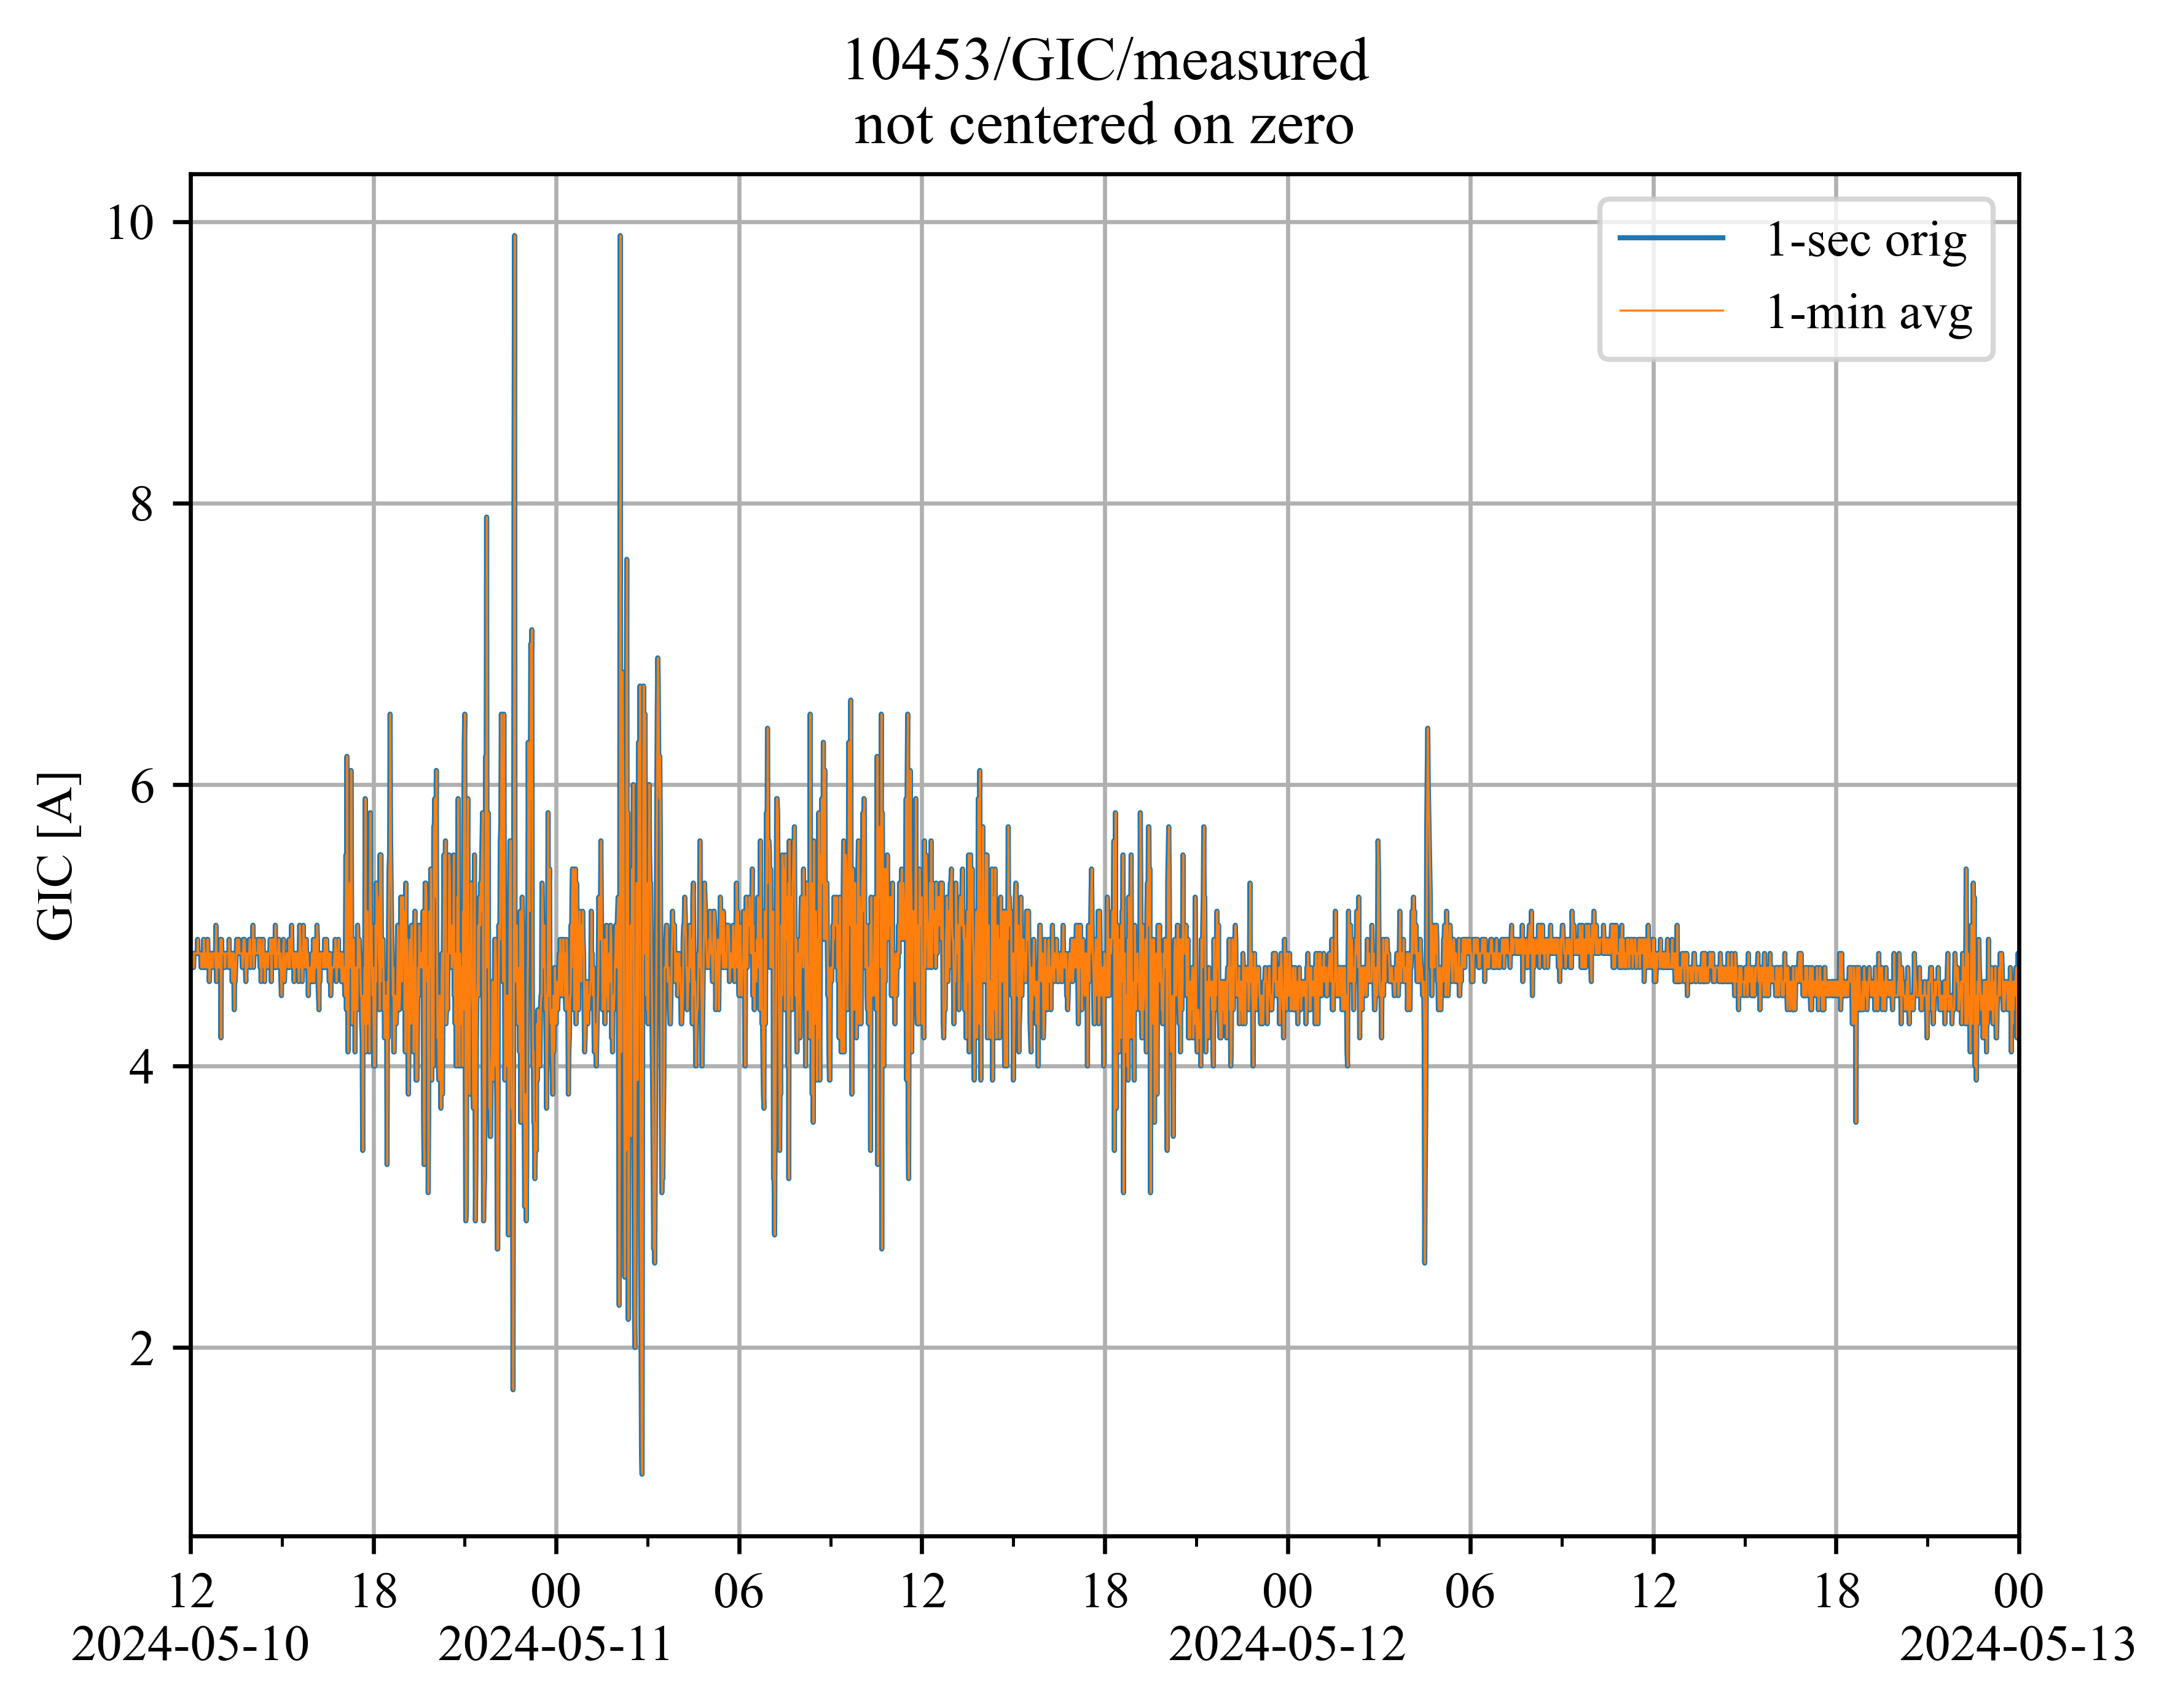 10453/GIC/measured
not centered on zero
1-sec orig
1-min avg
GIC [A]
10
8
6
4
2
12 18 00 06 12 18 00 06 12 18 00
2024-05-10 2024-05-11 2024-05-12 2024-05-13